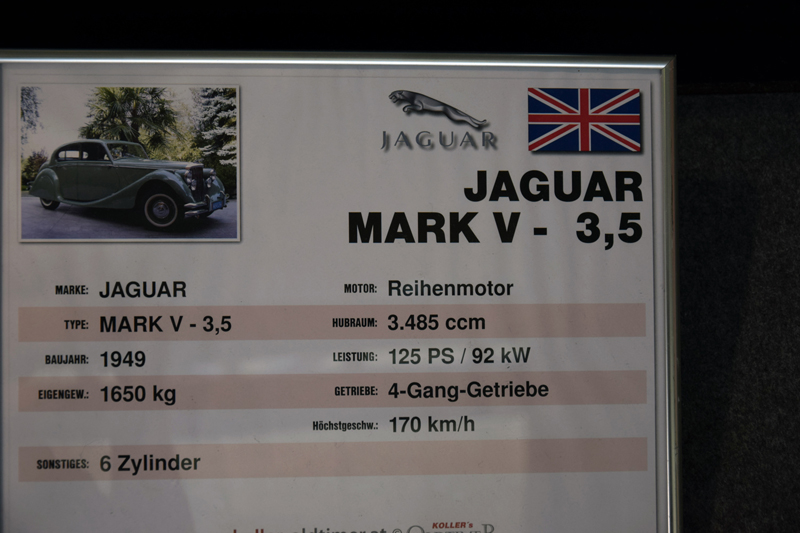 JAGUAR
JAGUAR
MARK V - 3,5
MARKE: JAGUAR
MOTOR: Reihenmotor
TYPE: MARK V - 3,5
HUBRAUM: 3.485 ccm
BAUJAHR: 1949
LEISTUNG: 125 PS / 92 kW
EIGENGEW.: 1650 kg
GETRIEBE: 4-Gang-Getriebe
Höchstgeschw.: 170 km/h
SONSTIGES: 6 Zylinder
KOLLER's